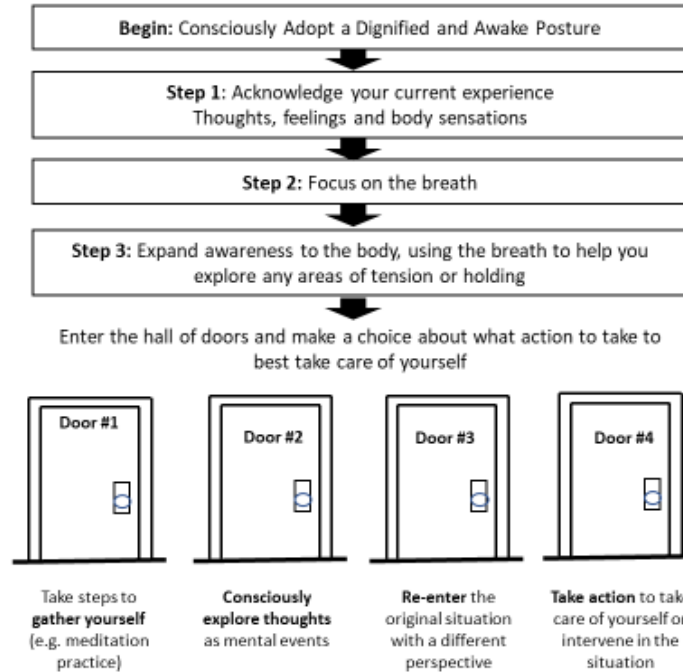 Begin: Consciously Adopt a Dignified and Awake Posture
Step 1: Acknowledge your current experience
Thoughts, feelings and body sensations
Step 2: Focus on the breath
Step 3: Expand awareness to the body, using the breath to help you
explore any areas of tension or holding
Enter the hall of doors and make a choice about what action to take to
best take care of yourself
Door #1
Door #2
Door #3
Door #4
Take steps to
gather yourself
(e.g. meditation
practice)
Consciously
explore thoughts
as mental events
Re-enter the
original situation
with a different
perspective
Take action to take
care of yourself or
intervene in the
situation